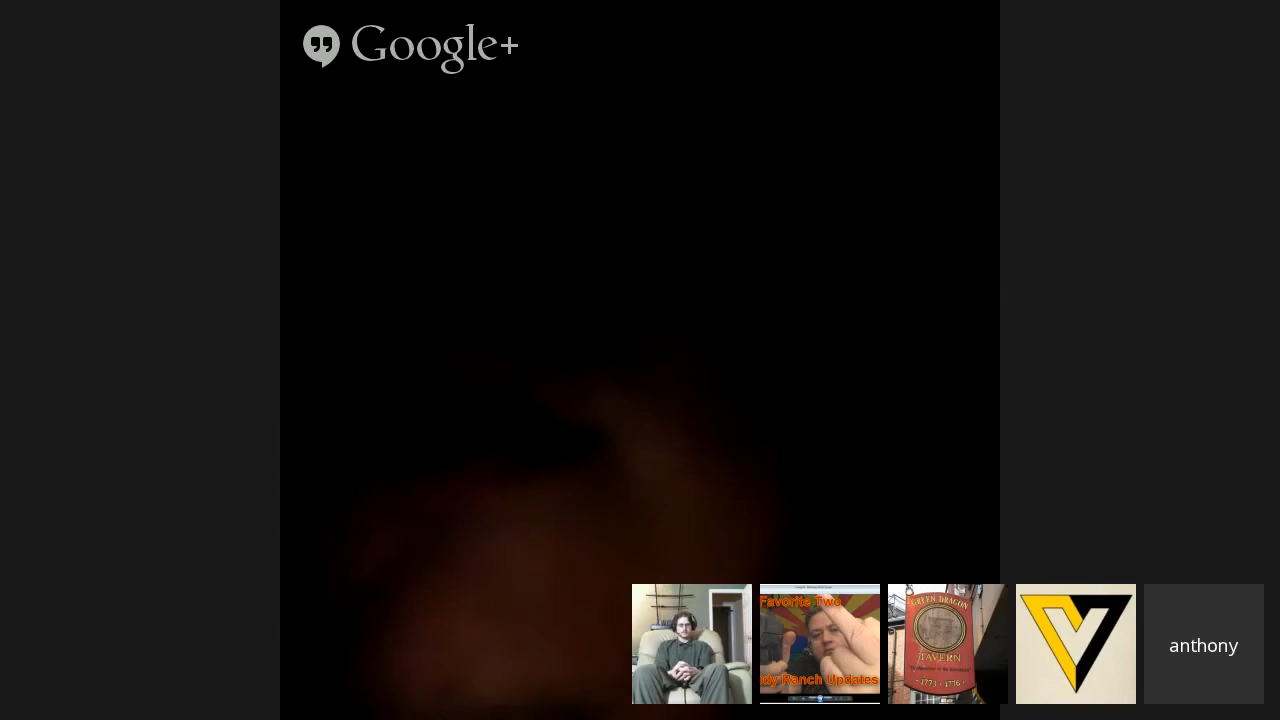 Google+
Favorite Two
dy Ranch Updates
GREEN DRAGON
TAVERN
1773 - 1776
anthony